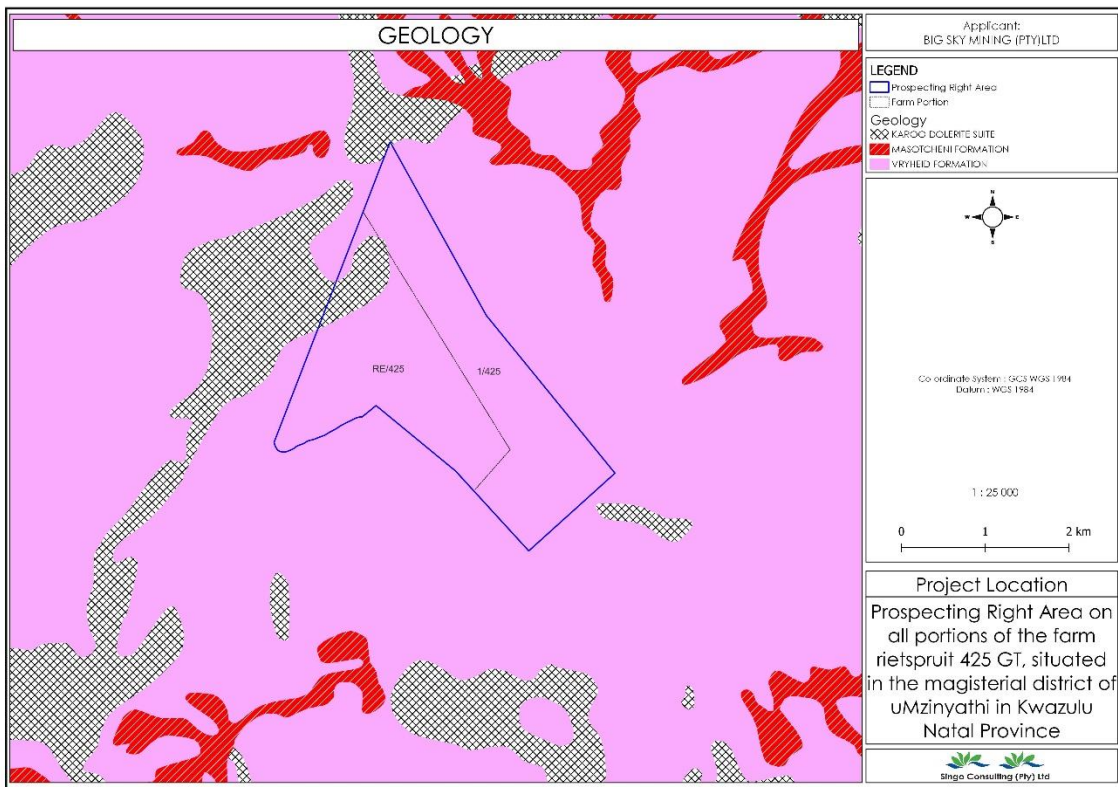 GEOLOGY
RE/425
1/425
Applicant:
BIG SKY MINING (PTY)LTD
LEGEND
Prospecting Right Area
Farm Portion
Geology
KAROO DOLERITE SUITE
MASOTCHENI FORMATION
VRYHEID FORMATION
N
W
E
S
Co ordinate System : GCS WGS 1984
Datum : WGS 1984
1 : 25 000
0 1 2 km
Project Location
Prospecting Right Area on
all portions of the farm
rietspruit 425 GT, situated
in the magisterial district of
uMzinyathi in Kwazulu
Natal Province
Singo Consulting (Pty) Ltd